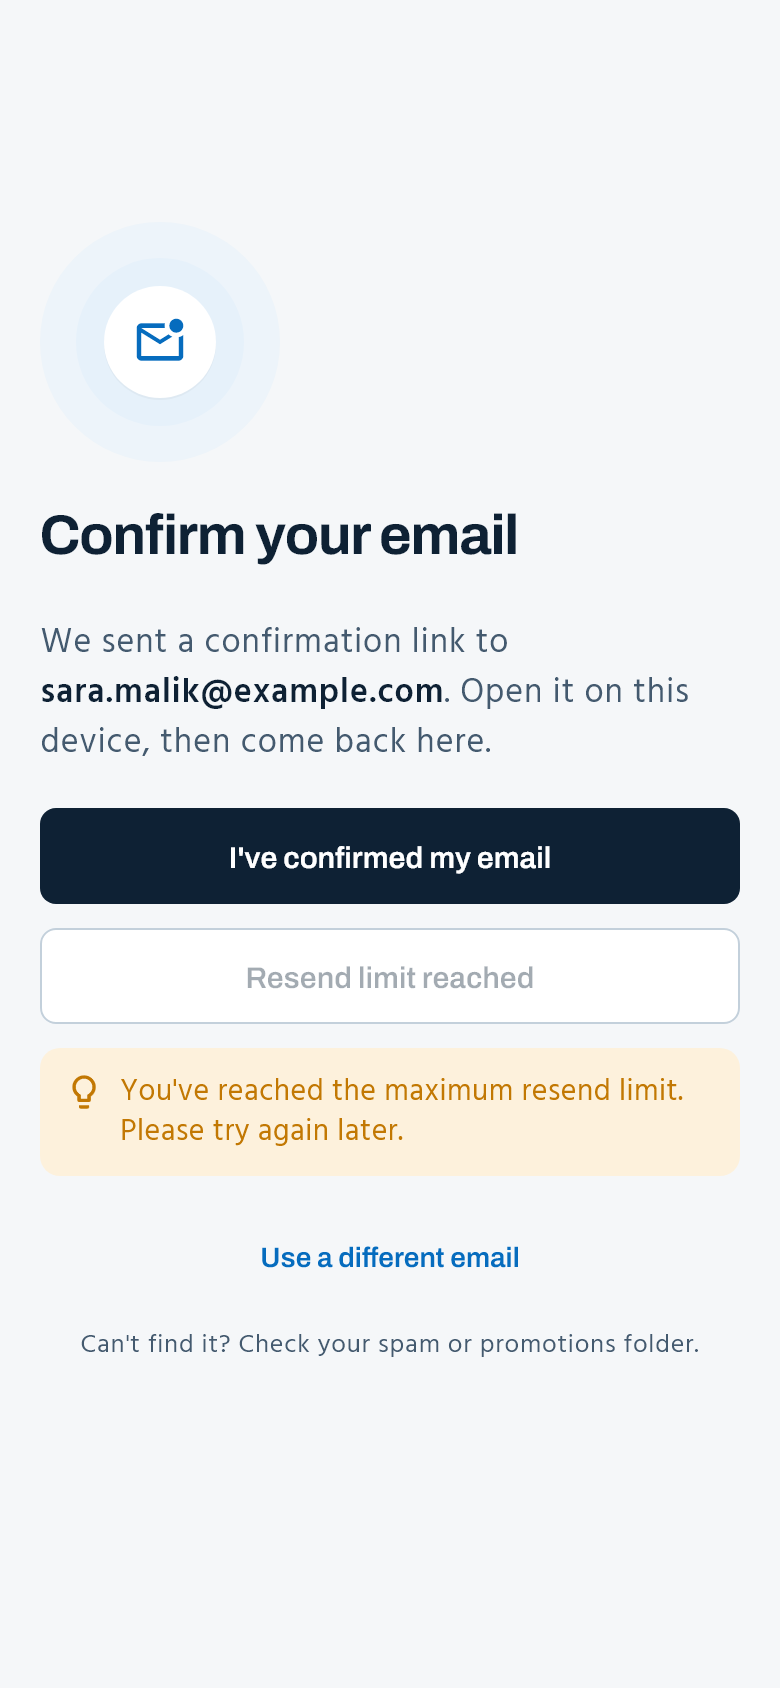 Confirm your email
We sent a confirmation link to
sara.malik@example.com. Open it on this
device, then come back here.
I've confirmed my email
Resend limit reached
You've reached the maximum resend limit.
Please try again later.
Use a different email
Can't find it? Check your spam or promotions folder.